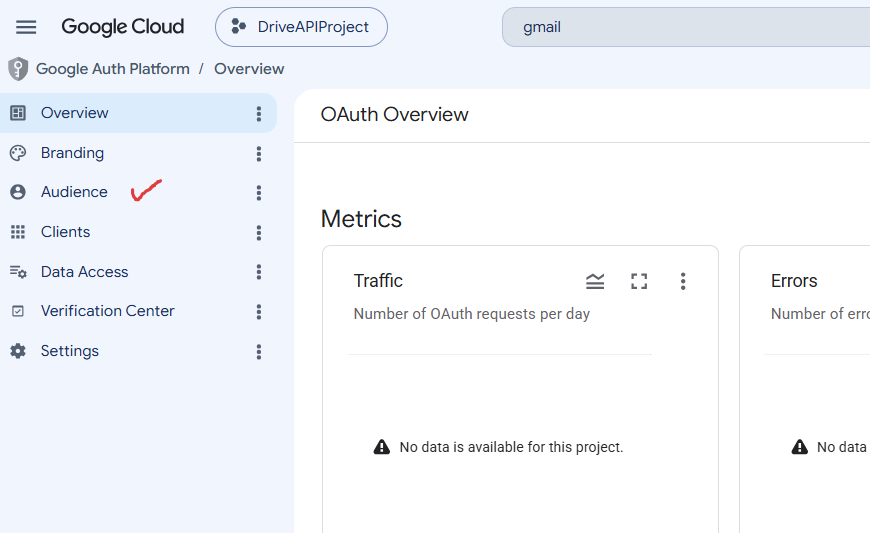 Google Cloud
DriveAPIProject
gmail
Google Auth Platform / Overview
Overview
Branding
Audience
Clients
Data Access
Verification Center
Settings
OAuth Overview
Metrics
Traffic
Number of OAuth requests per day
No data is available for this project.
Errors
Number of erro
No data